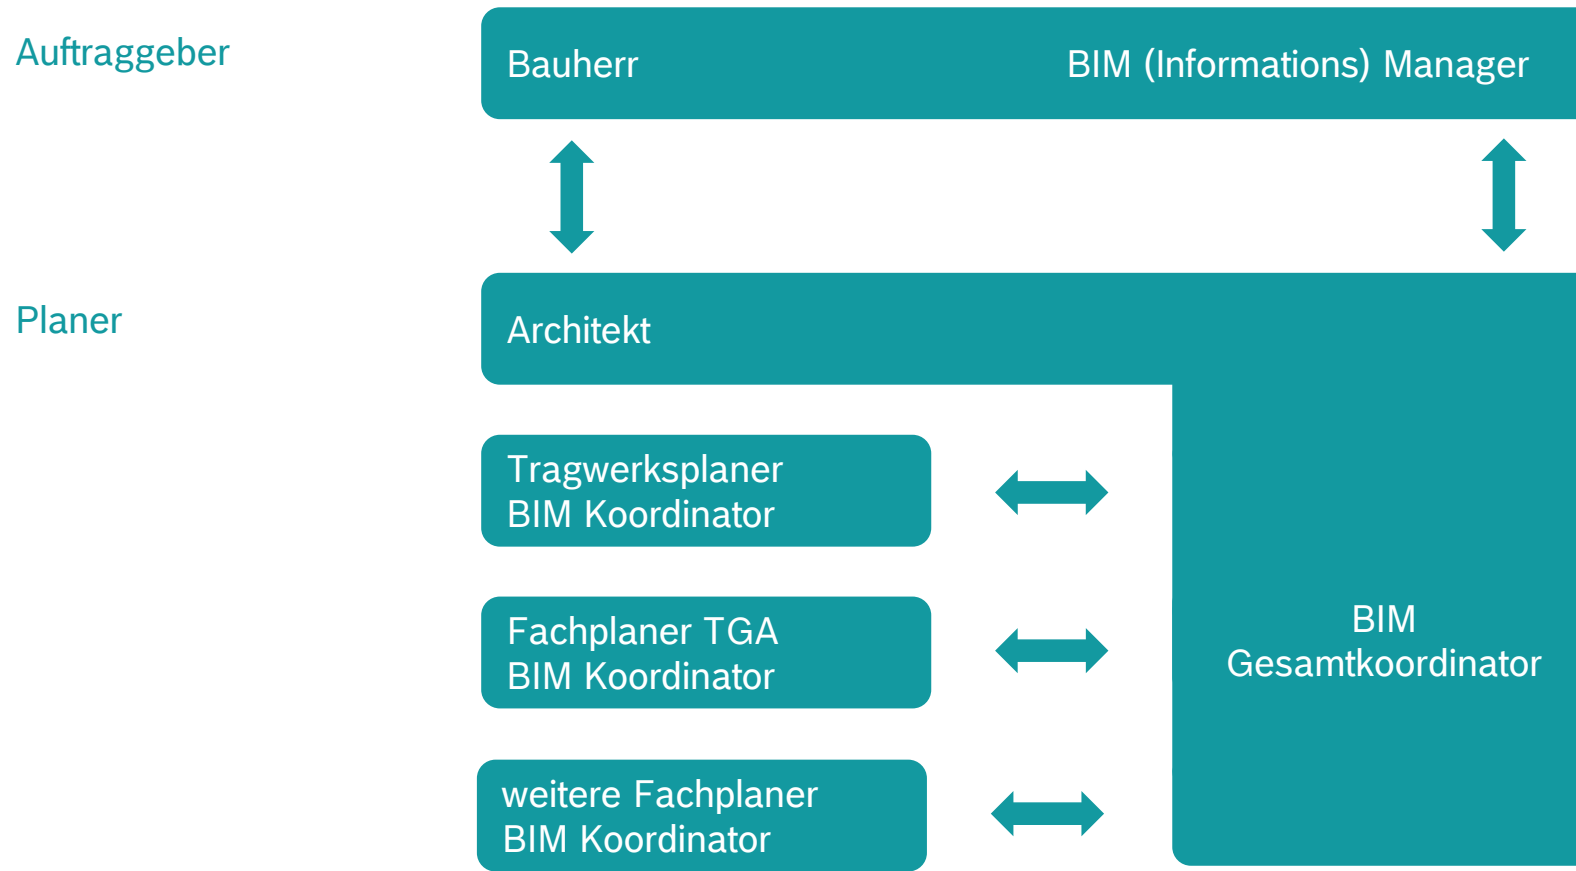 Auftraggeber
Bauherr
BIM (Informations) Manager
Planer
Architekt
Tragwerksplaner
BIM Koordinator
Fachplaner TGA
BIM Koordinator
BIM
Gesamtkoordinator
weitere Fachplaner
BIM Koordinator